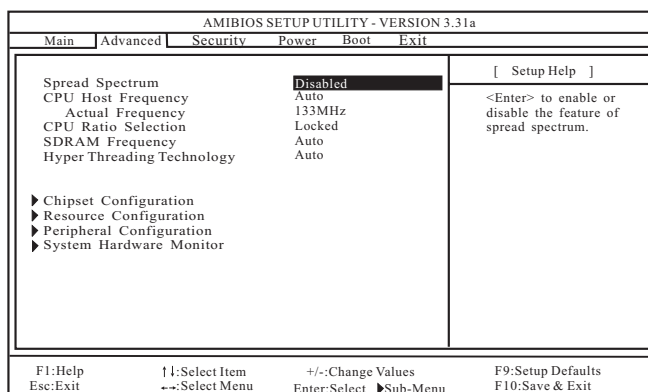 AMIBIOS SETUP UTILITY - VERSION 3.31a
Main Advanced Security Power Boot Exit
[ Setup Help ]
Spread Spectrum Disabled
CPU Host Frequency Auto
Actual Frequency 133MHz
CPU Ratio Selection Locked
SDRAM Frequency Auto
Hyper Threading Technology Auto
<Enter> to enable or
disable the feature of
spread spectrum.
Chipset Configuration
Resource Configuration
Peripheral Configuration
System Hardware Monitor
F1:Help ↑↓:Select Item +/-:Change Values F9:Setup Defaults
Esc:Exit ←→:Select Menu Enter:Select ▶Sub-Menu F10:Save & Exit